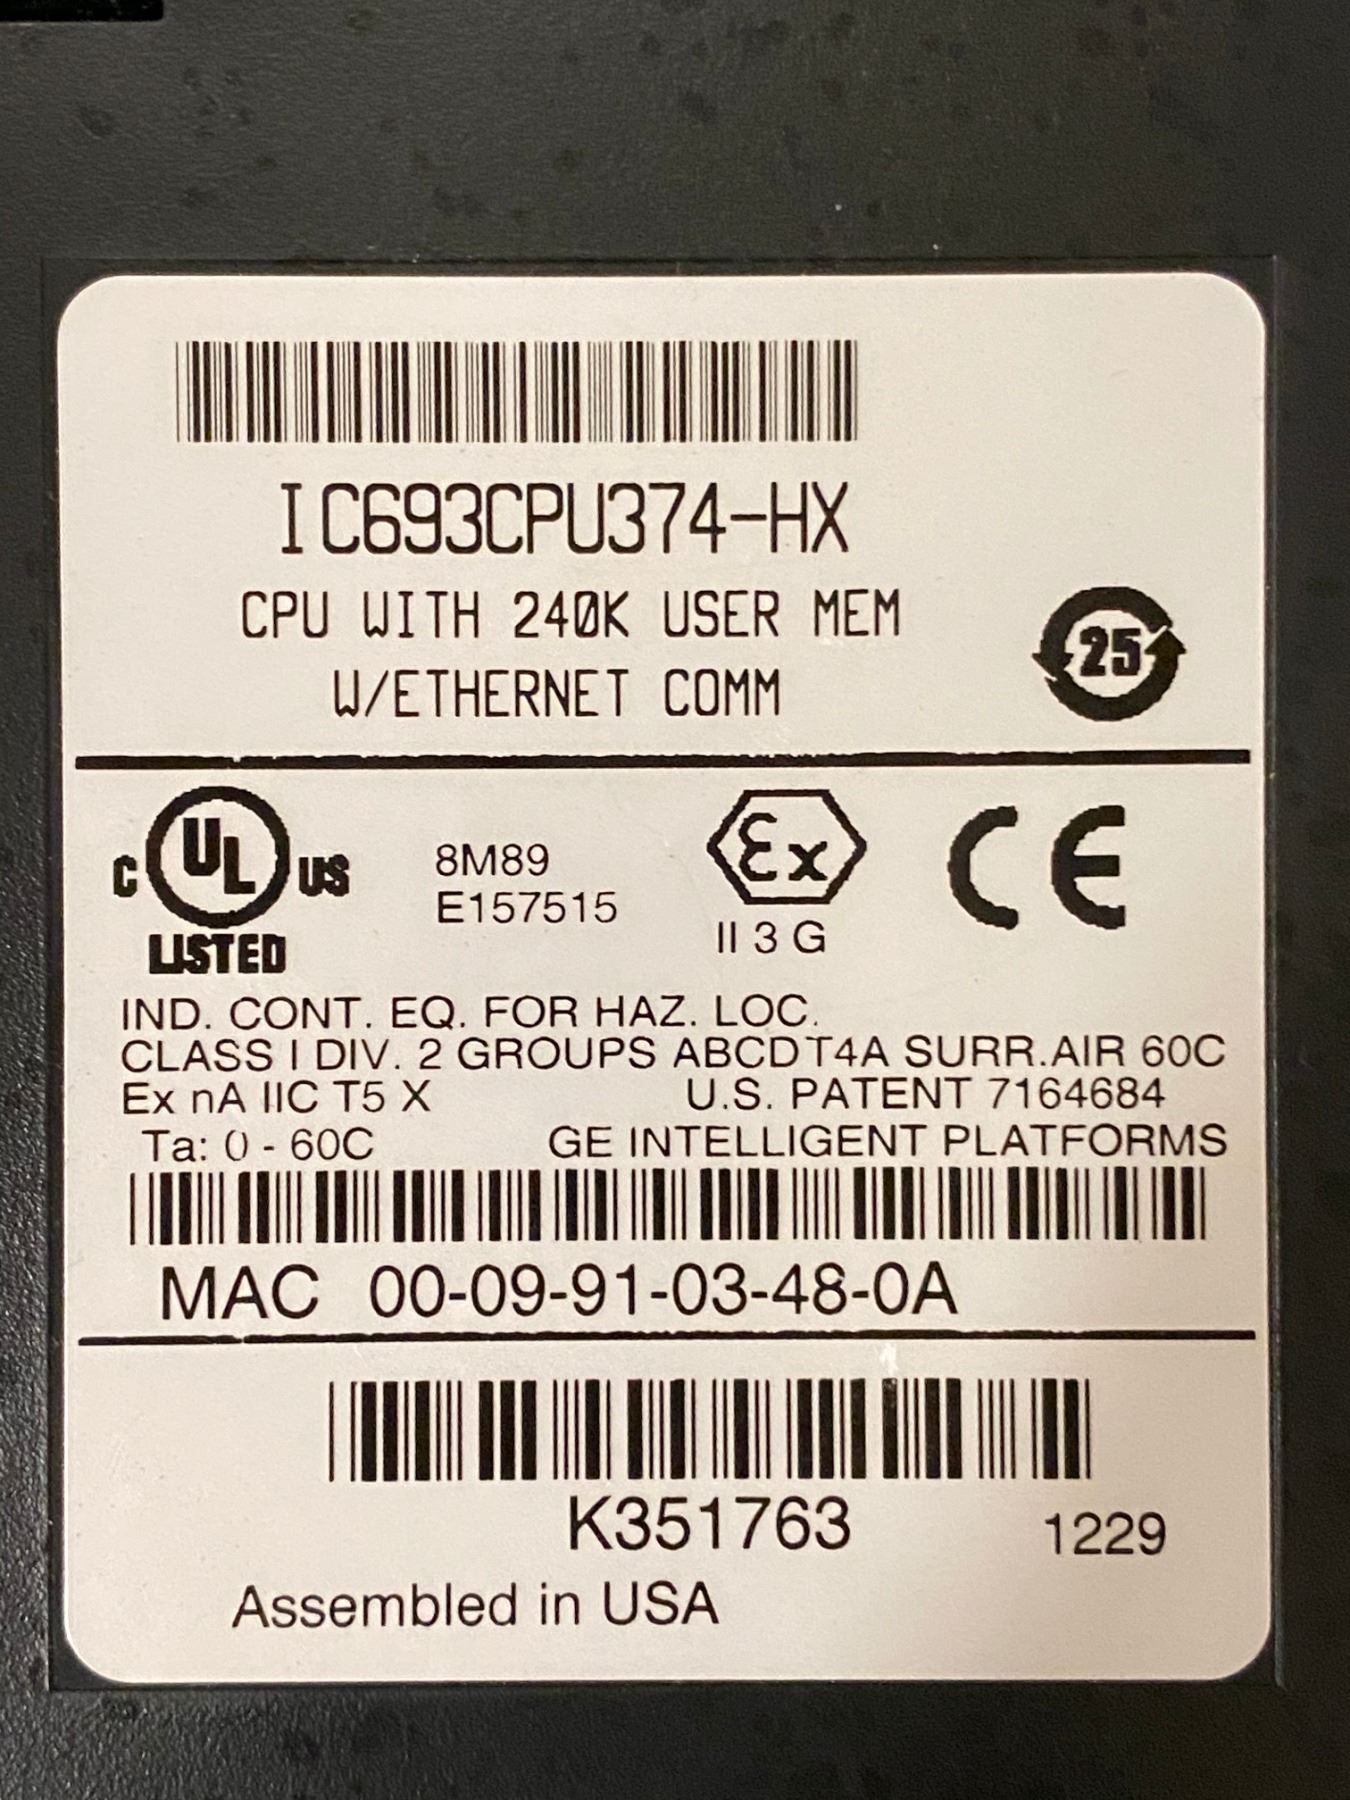 IC693CPU374-HX
CPU WITH 240K USER MEM
W/ETHERNET COMM
25
C UL US
LISTED
8M89
E157515
Ex
II 3 G
CE
IND. CONT. EQ. FOR HAZ. LOC.
CLASS I DIV. 2 GROUPS ABCD T4A SURR.AIR 60C
Ex nA IIC T5 X U.S. PATENT 7164684
Ta: 0 - 60C GE INTELLIGENT PLATFORMS
MAC 00-09-91-03-48-0A
K351763 1229
Assembled in USA